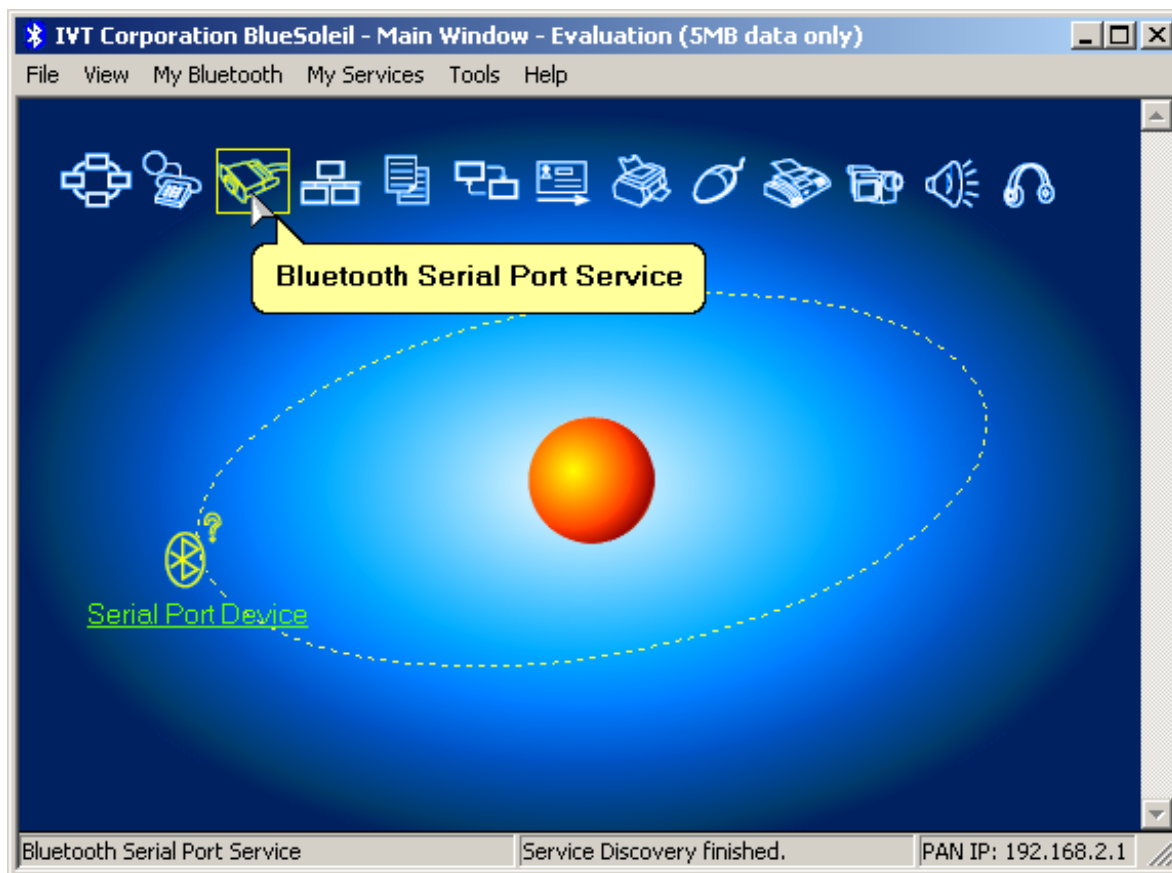 IVT Corporation BlueSoleil - Main Window - Evaluation (5MB data only)
File View My Bluetooth My Services Tools Help
Bluetooth Serial Port Service
?
Serial Port Device
Bluetooth Serial Port Service Service Discovery finished. PAN IP: 192.168.2.1